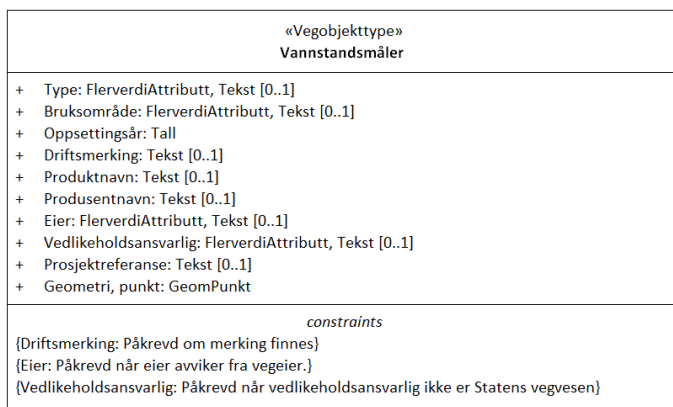 «Vegobjekttype»
Vannstandsmåler
+ Type: FlerverdiAttributt, Tekst [0..1]
+ Bruksområde: FlerverdiAttributt, Tekst [0..1]
+ Oppsettingsår: Tall
+ Driftsmerking: Tekst [0..1]
+ Produktnavn: Tekst [0..1]
+ Produsentnavn: Tekst [0..1]
+ Eier: FlerverdiAttributt, Tekst [0..1]
+ Vedlikeholdsansvarlig: FlerverdiAttributt, Tekst [0..1]
+ Prosjektreferanse: Tekst [0..1]
+ Geometri, punkt: GeomPunkt
constraints
{Driftsmerking: Påkrevd om merking finnes}
{Eier: Påkrevd når eier avviker fra vegeier.}
{Vedlikeholdsansvarlig: Påkrevd når vedlikeholdsansvarlig ikke er Statens vegvesen}